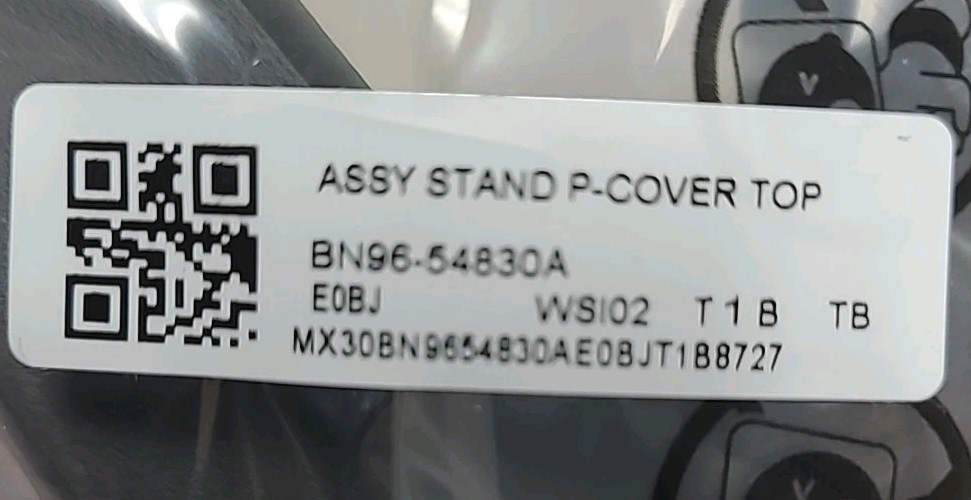 ASSY STAND P-COVER TOP
BN96-54830A
E0BJ WSI02 T 1 B TB
MX30BN9654830AE0BJT1B8727